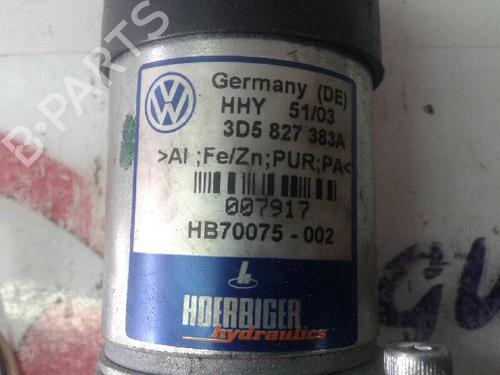 B-PARTS
Germany (DE)
HHY 51/03
3D5 827 383A
>Al ;Fe/Zn;PUR;PA<
007917
HB70075-002
HOERBIGER
hydraulics